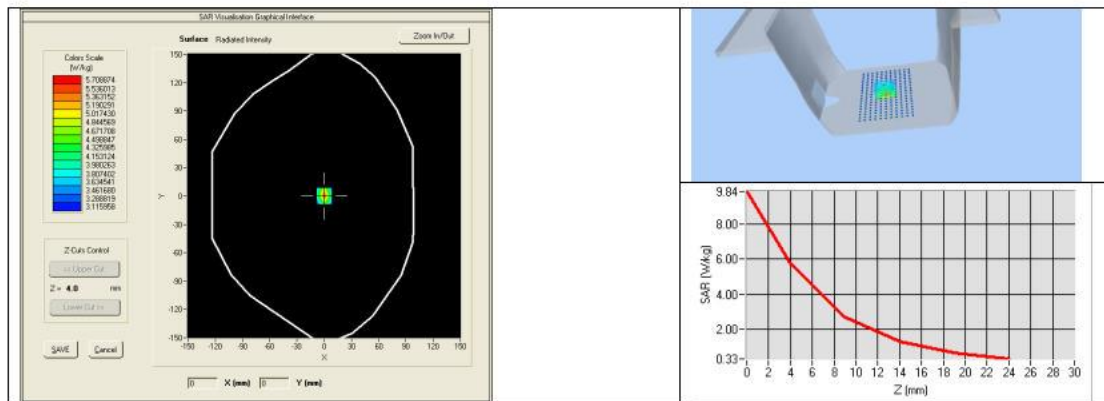 SAR Visualisation Graphical Interface
Surface Radiated Intensity
Zoom In/Out
Colors Scale
(W/kg)
5.708874
5.536013
5.363152
5.190291
5.017430
4.844569
4.671708
4.498847
4.325985
4.153124
3.980263
3.807402
3.634541
3.461680
3.288819
3.115958
Z-Cuts Control
<< Upper Cut
Z = 4.0 mm
Lower Cut >>
SAVE Cancel
150
120
90
60
30
0
-30
-60
-90
-120
-150
Y
-150 -120 -90 -60 -30 0 30 60 90 120 150
X
0 X (mm) 0 Y (mm)
9.84
8.00
6.00
4.00
2.00
0.33
SAR (W/kg)
0 2 4 6 8 10 12 14 16 18 20 22 24 26 30
Z (mm)